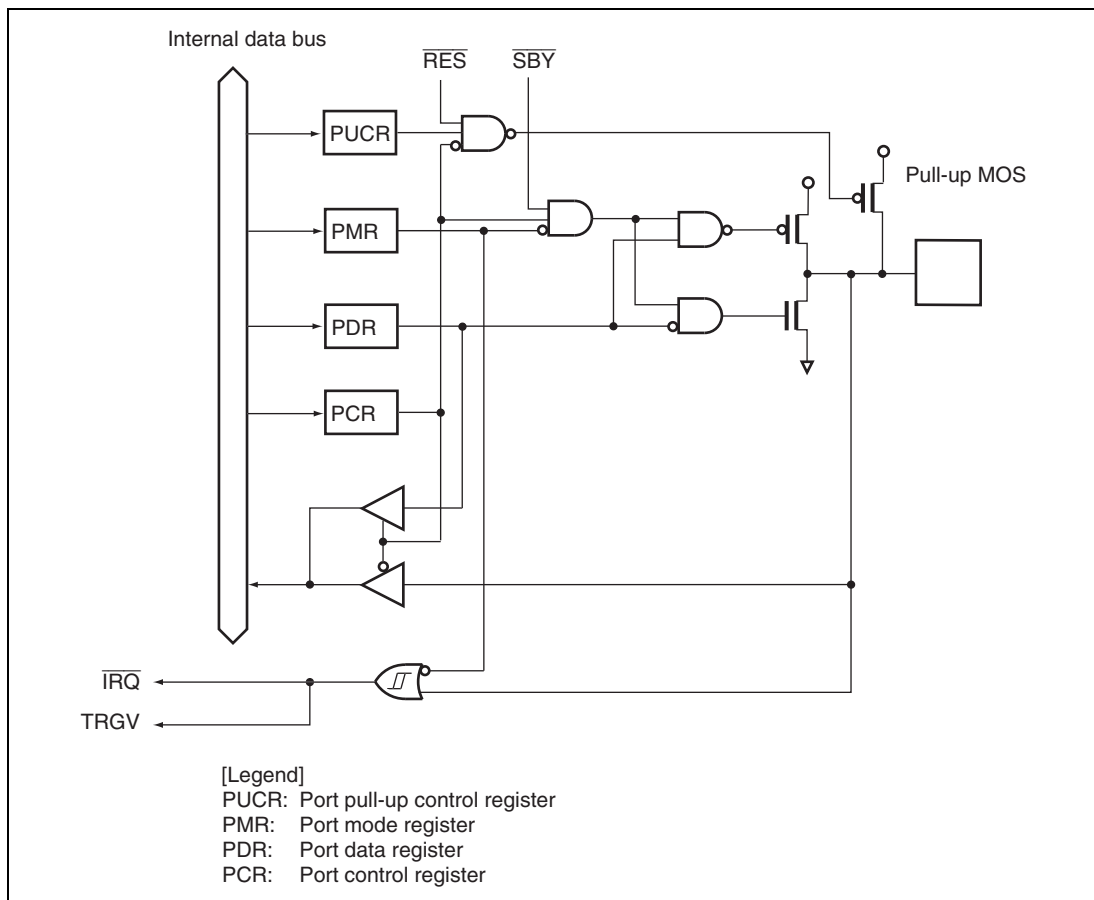 Internal data bus
RES
SBY
PUCR
Pull-up MOS
PMR
PDR
PCR
IRQ
TRGV
[Legend]
PUCR: Port pull-up control register
PMR: Port mode register
PDR: Port data register
PCR: Port control register